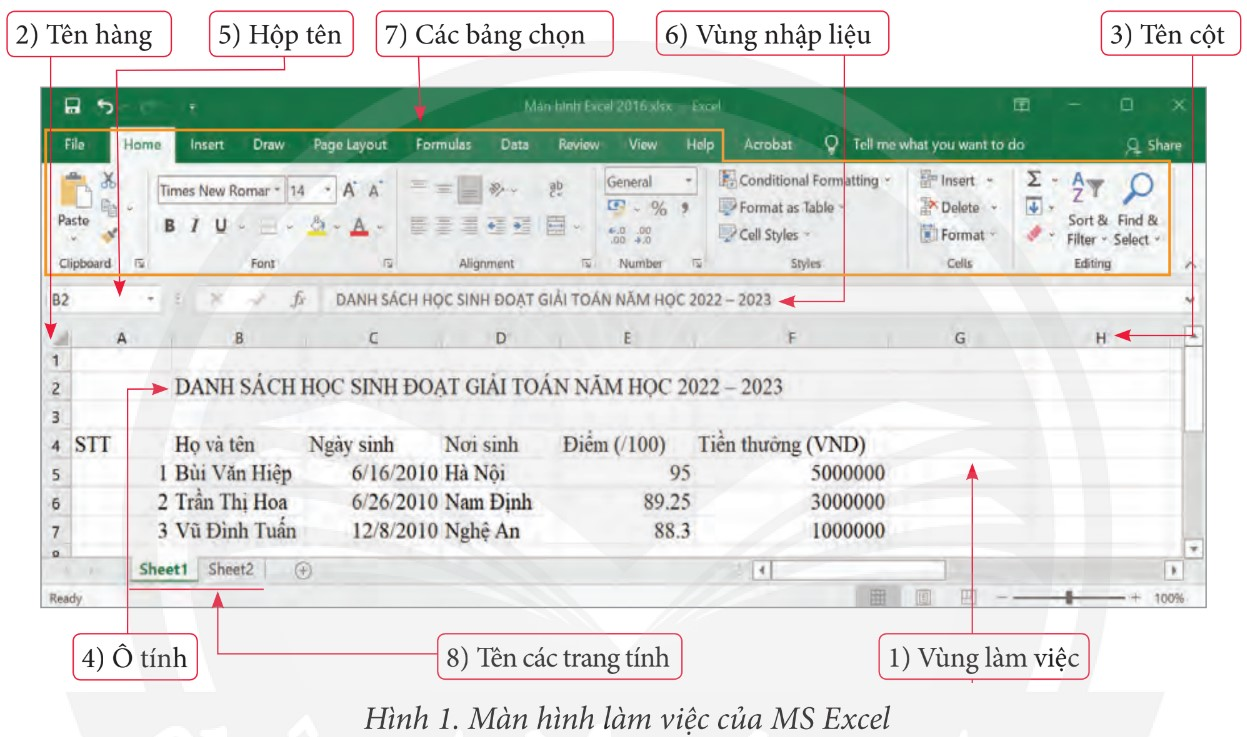 2) Tên hàng 5) Hộp tên 7) Các bảng chọn 6) Vùng nhập liệu 3) Tên cột
Màn hình Excel 2016.xlsx — Excel
File Home Insert Draw Page Layout Formulas Data Review View Help Acrobat Tell me what you want to do Share
Times New Romar 14 A A ab General Conditional Formatting Insert Σ A Z
Paste B I U A % , Format as Table Delete Sort & Find &
Cell Styles Format Filter Select
Clipboard Font Alignment Number Styles Cells Editing
B2 fx DANH SÁCH HỌC SINH ĐOẠT GIẢI TOÁN NĂM HỌC 2022 – 2023
A B C D E F G H
1
2 DANH SÁCH HỌC SINH ĐOẠT GIẢI TOÁN NĂM HỌC 2022 – 2023
3
4 STT Họ và tên Ngày sinh Nơi sinh Điểm (/100) Tiền thưởng (VND)
5 1 Bùi Văn Hiệp 6/16/2010 Hà Nội 95 5000000
6 2 Trần Thị Hoa 6/26/2010 Nam Định 89.25 3000000
7 3 Vũ Đình Tuấn 12/8/2010 Nghệ An 88.3 1000000
8
Sheet1 Sheet2
Ready 100%
4) Ô tính 8) Tên các trang tính 1) Vùng làm việc
Hình 1. Màn hình làm việc của MS Excel